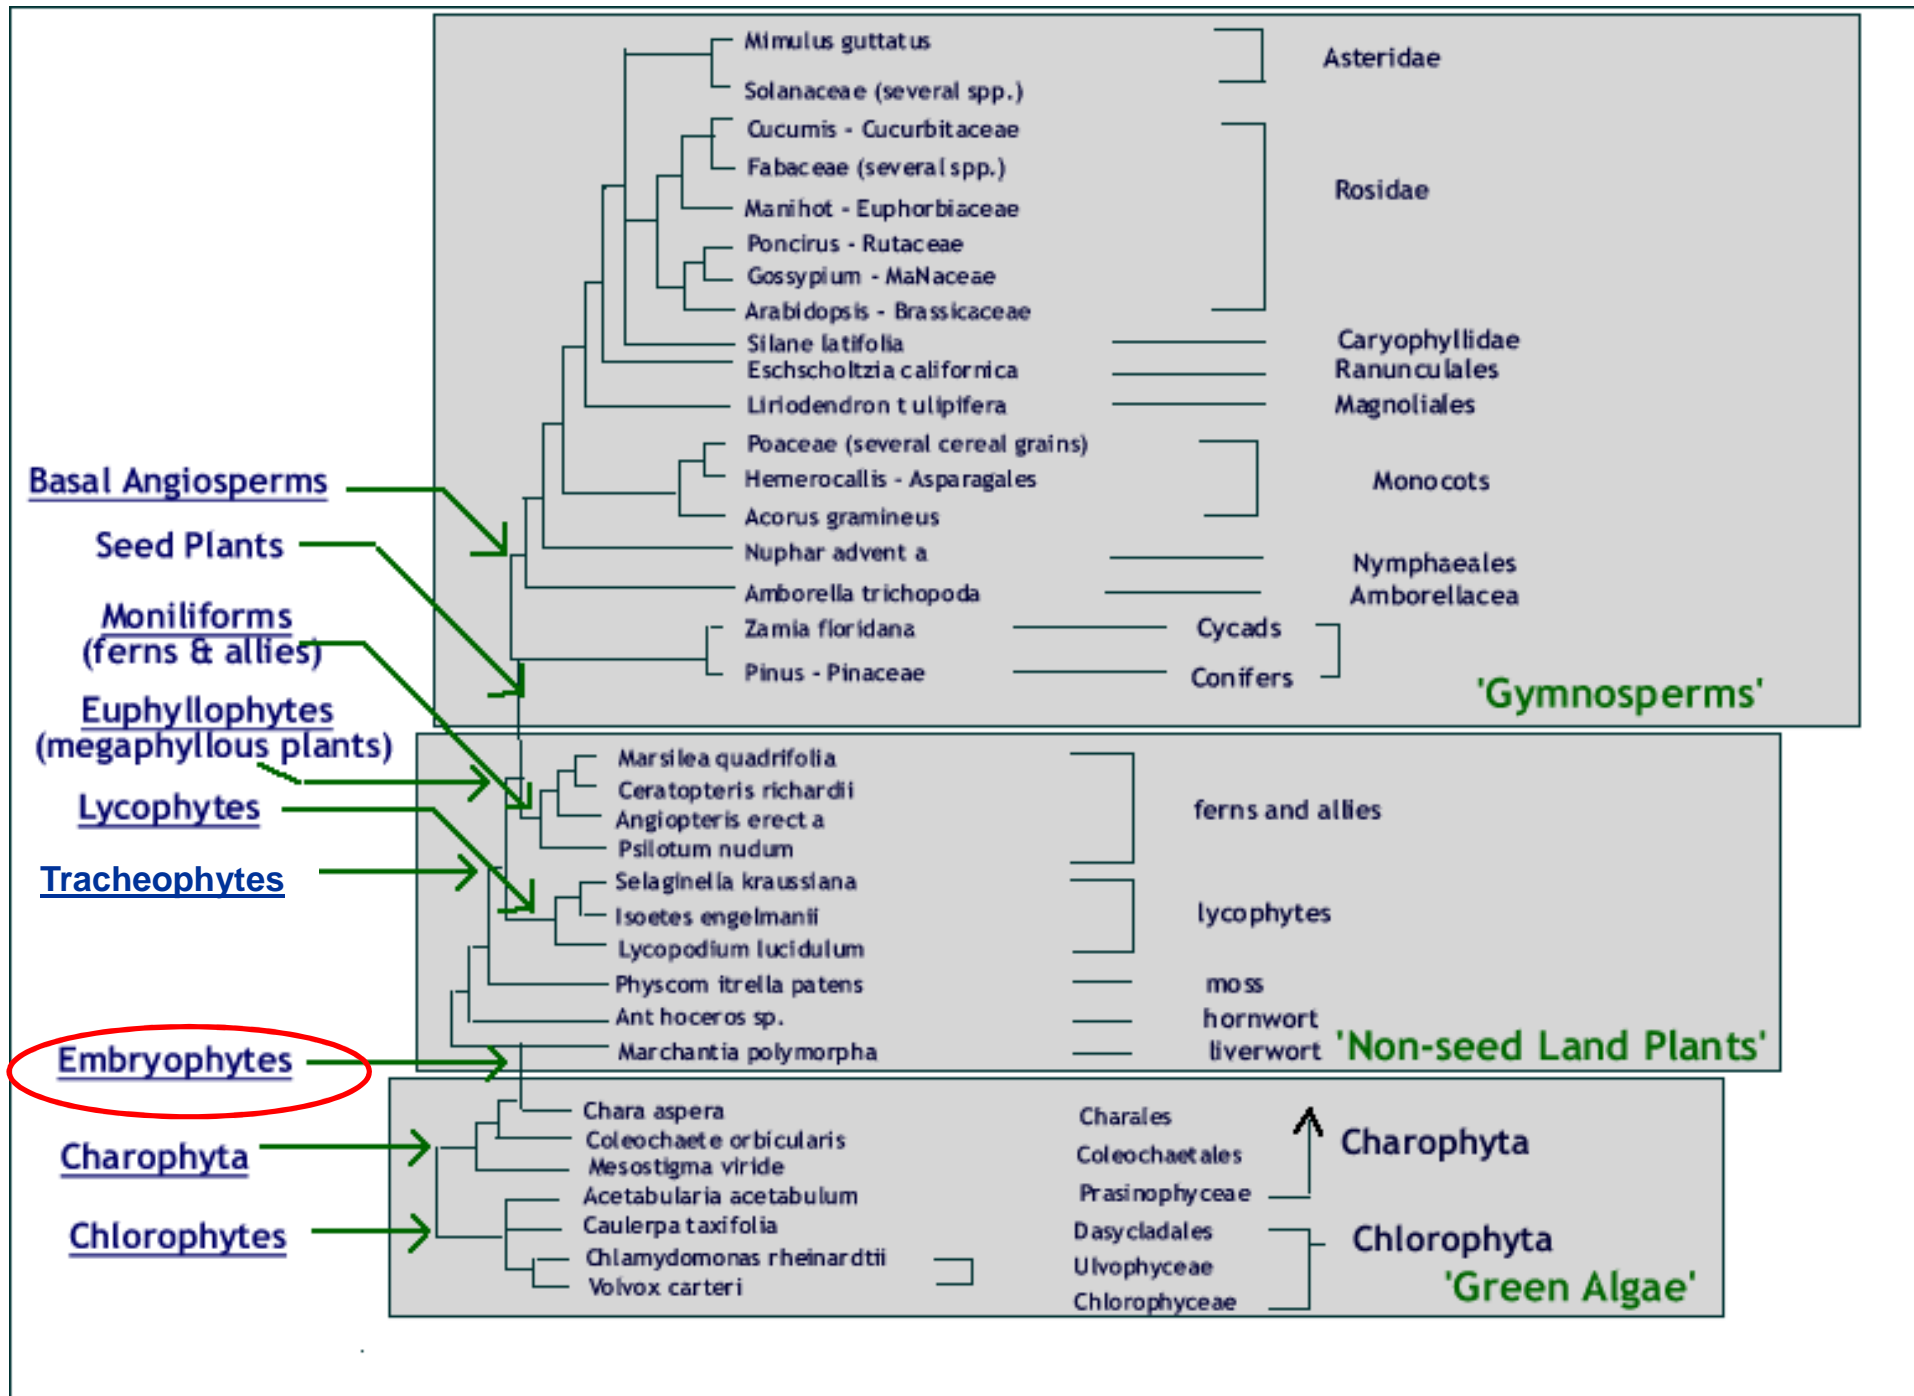 Mimulus guttatus
Asteridae
Solanaceae (several spp.)
Cucumis - Cucurbitaceae
Fabaceae (several spp.)
Rosidae
Manihot - Euphorbiaceae
Poncirus - Rutaceae
Gossypium - MaNaceae
Arabidopsis - Brassicaceae
Silane latifolia
Caryophyllidae
Eschscholtzia californica
Ranunculales
Liriodendron t ulipifera
Magnoliales
Poaceae (several cereal grains)
Hemerocallis - Asparagales
Monocots
Acorus gramineus
Nuphar advent a
Nymphaeales
Amborella trichopoda
Amborellacea
Zamia floridana
Cycads
Pinus - Pinaceae
Conifers
'Gymnosperms'
Basal Angiosperms
Seed Plants
Moniliforms
(ferns & allies)
Euphyllophytes
(megaphyllous plants)
Lycophytes
Tracheophytes
Embryophytes
Charophyta
Chlorophytes
Marsilea quadrifolia
Ceratopteris richardii
Angiopteris erect a
Psilotum nudum
ferns and allies
Selaginella kraussiana
Isoetes engelmanii
Lycopodium lucidulum
lycophytes
Physcom itrella patens
moss
Ant hoceros sp.
hornwort
Marchantia polymorpha
liverwort
'Non-seed Land Plants'
Chara aspera
Charales
Coleochaete orbicularis
Coleochaetales
Mesostigma viride
Prasinophyceae
Charophyta
Acetabularia acetabulum
Dasycladales
Caulerpa taxifolia
Ulvophyceae
Chlamydomonas rheinardtii
Chlorophyceae
Volvox carteri
Chlorophyta
'Green Algae'